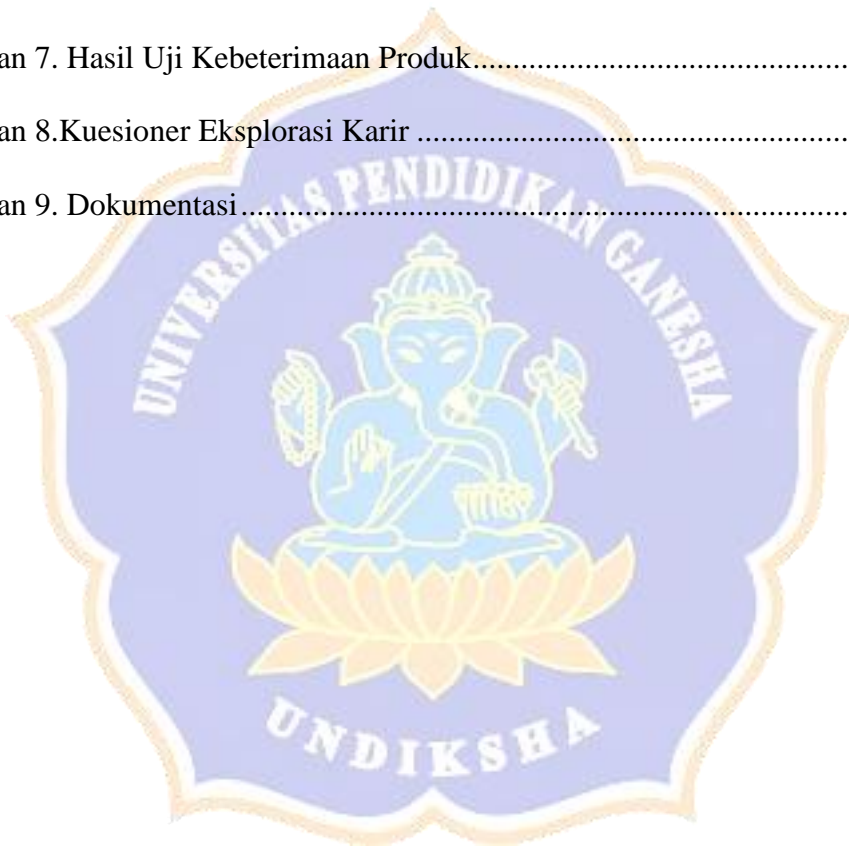 an 7. Hasil Uji Kebeterimaan Produk............................................
an 8.Kuesioner Eksplorasi Karir ..................................................
an 9. Dokumentasi........................................................................
UNIVERSITAS PENDIDIKAN GANESHA
UNDIKSHA